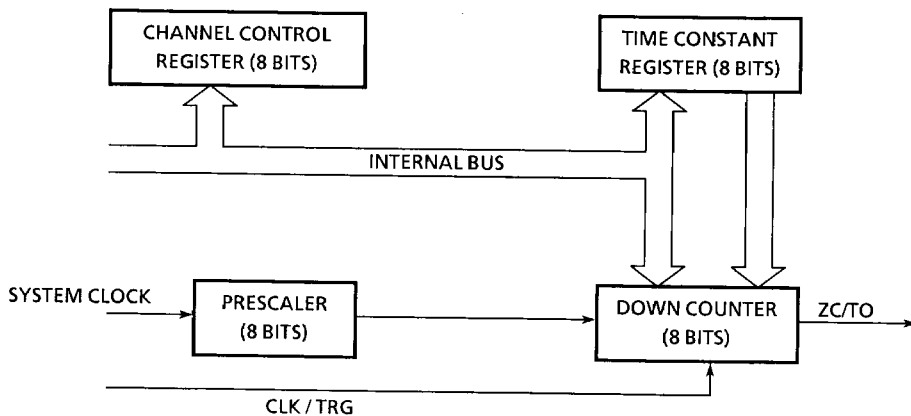 CHANNEL CONTROL
REGISTER (8 BITS)
TIME CONSTANT
REGISTER (8 BITS)
INTERNAL BUS
SYSTEM CLOCK
PRESCALER
(8 BITS)
DOWN COUNTER
(8 BITS)
ZC/TO
CLK / TRG